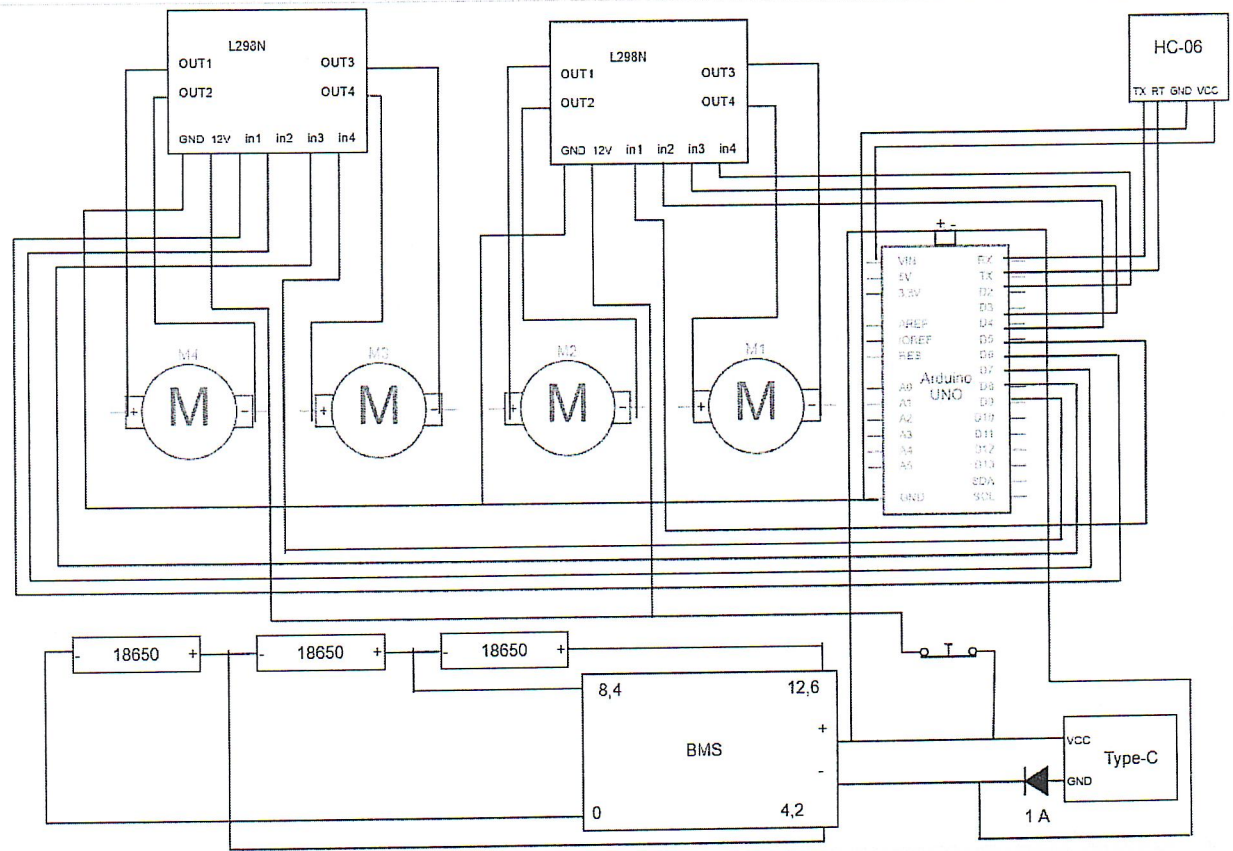 L298N
OUT1
OUT3
OUT2
OUT4
GND 12V in1 in2 in3 in4
L298N
OUT1
OUT3
OUT2
OUT4
GND 12V in1 in2 in3 in4
HC-06
TX RT GND VCC
+ -
VIN RX
5V TX
3.3V D2
D3
AREF D4
IOREF D5
RES D6
D7
Arduino
UNO
A0 D8
A1 D9
A2 D10
A3 D11
A4 D12
A5 D13
SDA
GND SCL
M4
+ M -
M3
+ M -
M2
+ M -
M1
+ M -
- 18650 +
- 18650 +
- 18650 +
8,4 12,6
+
BMS
-
0 4,2
T
VCC
Type-C
GND
1 A